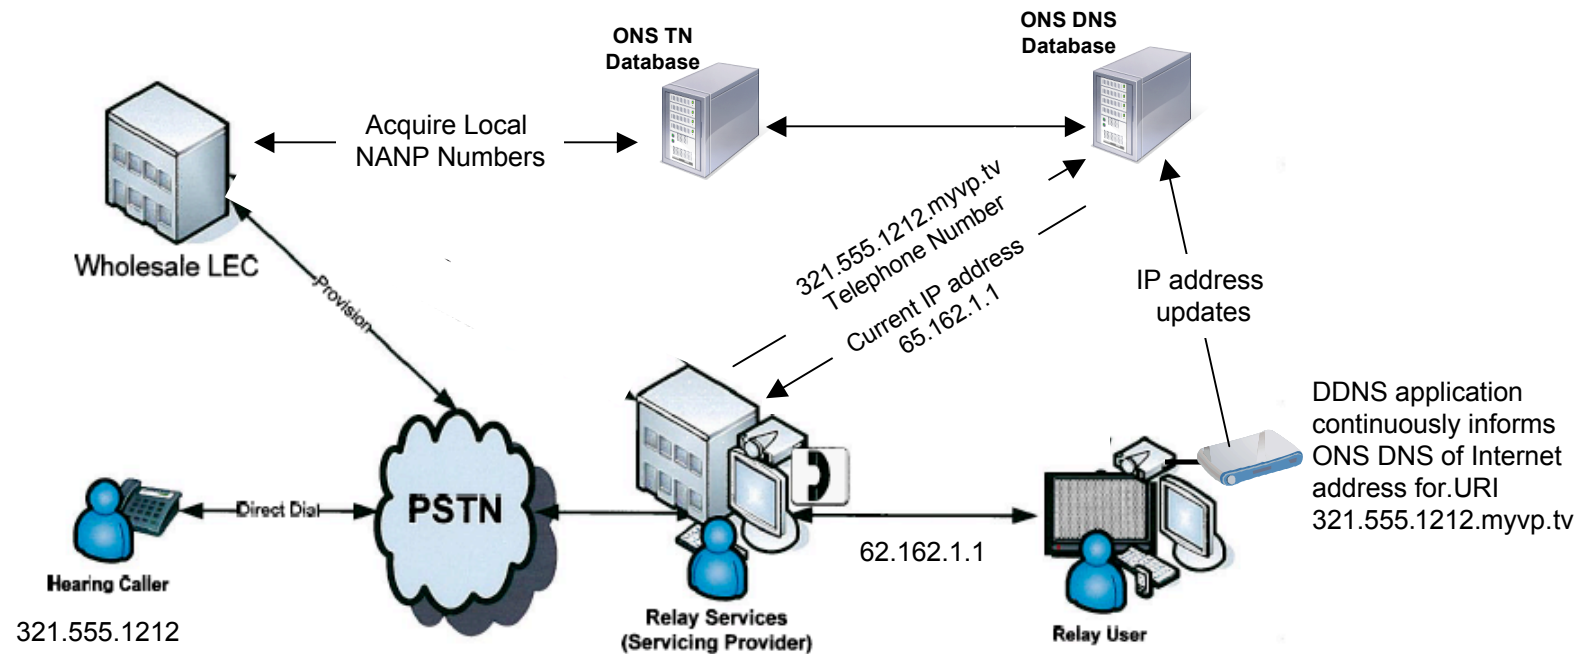 ONS TN
Database
ONS DNS
Database
Acquire Local
NANP Numbers
Wholesale LEC
Provision
321.555.1212.myvp.tv
Telephone Number
Current IP address
65.162.1.1
IP address
updates
DDNS application
continuously informs
ONS DNS of Internet
address for.URI
321.555.1212.myvp.tv
Direct Dial
PSTN
62.162.1.1
Hearing Caller
321.555.1212
Relay Services
(Servicing Provider)
Relay User